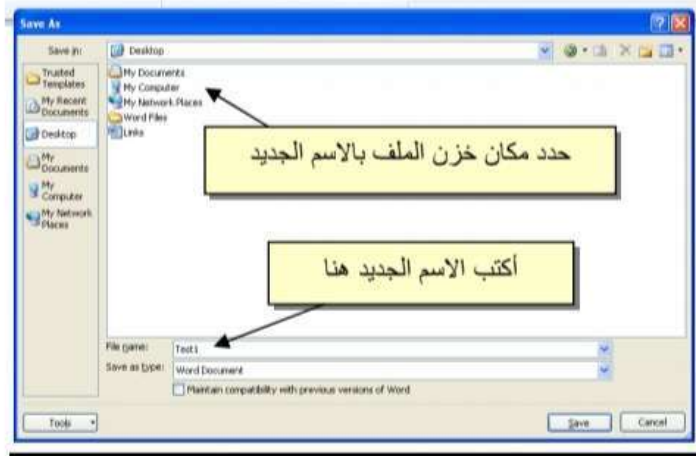 Save As
Save in:
Desktop
Trusted Templates
My Recent Documents
Desktop
My Documents
My Computer
My Network Places
My Documents
My Computer
My Network Places
Word Files
Links
حدد مكان خزن الملف بالاسم الجديد
أكتب الاسم الجديد هنا
File name:
Test1
Save as type:
Word Document
Maintain compatibility with previous versions of Word
Tools
Save
Cancel